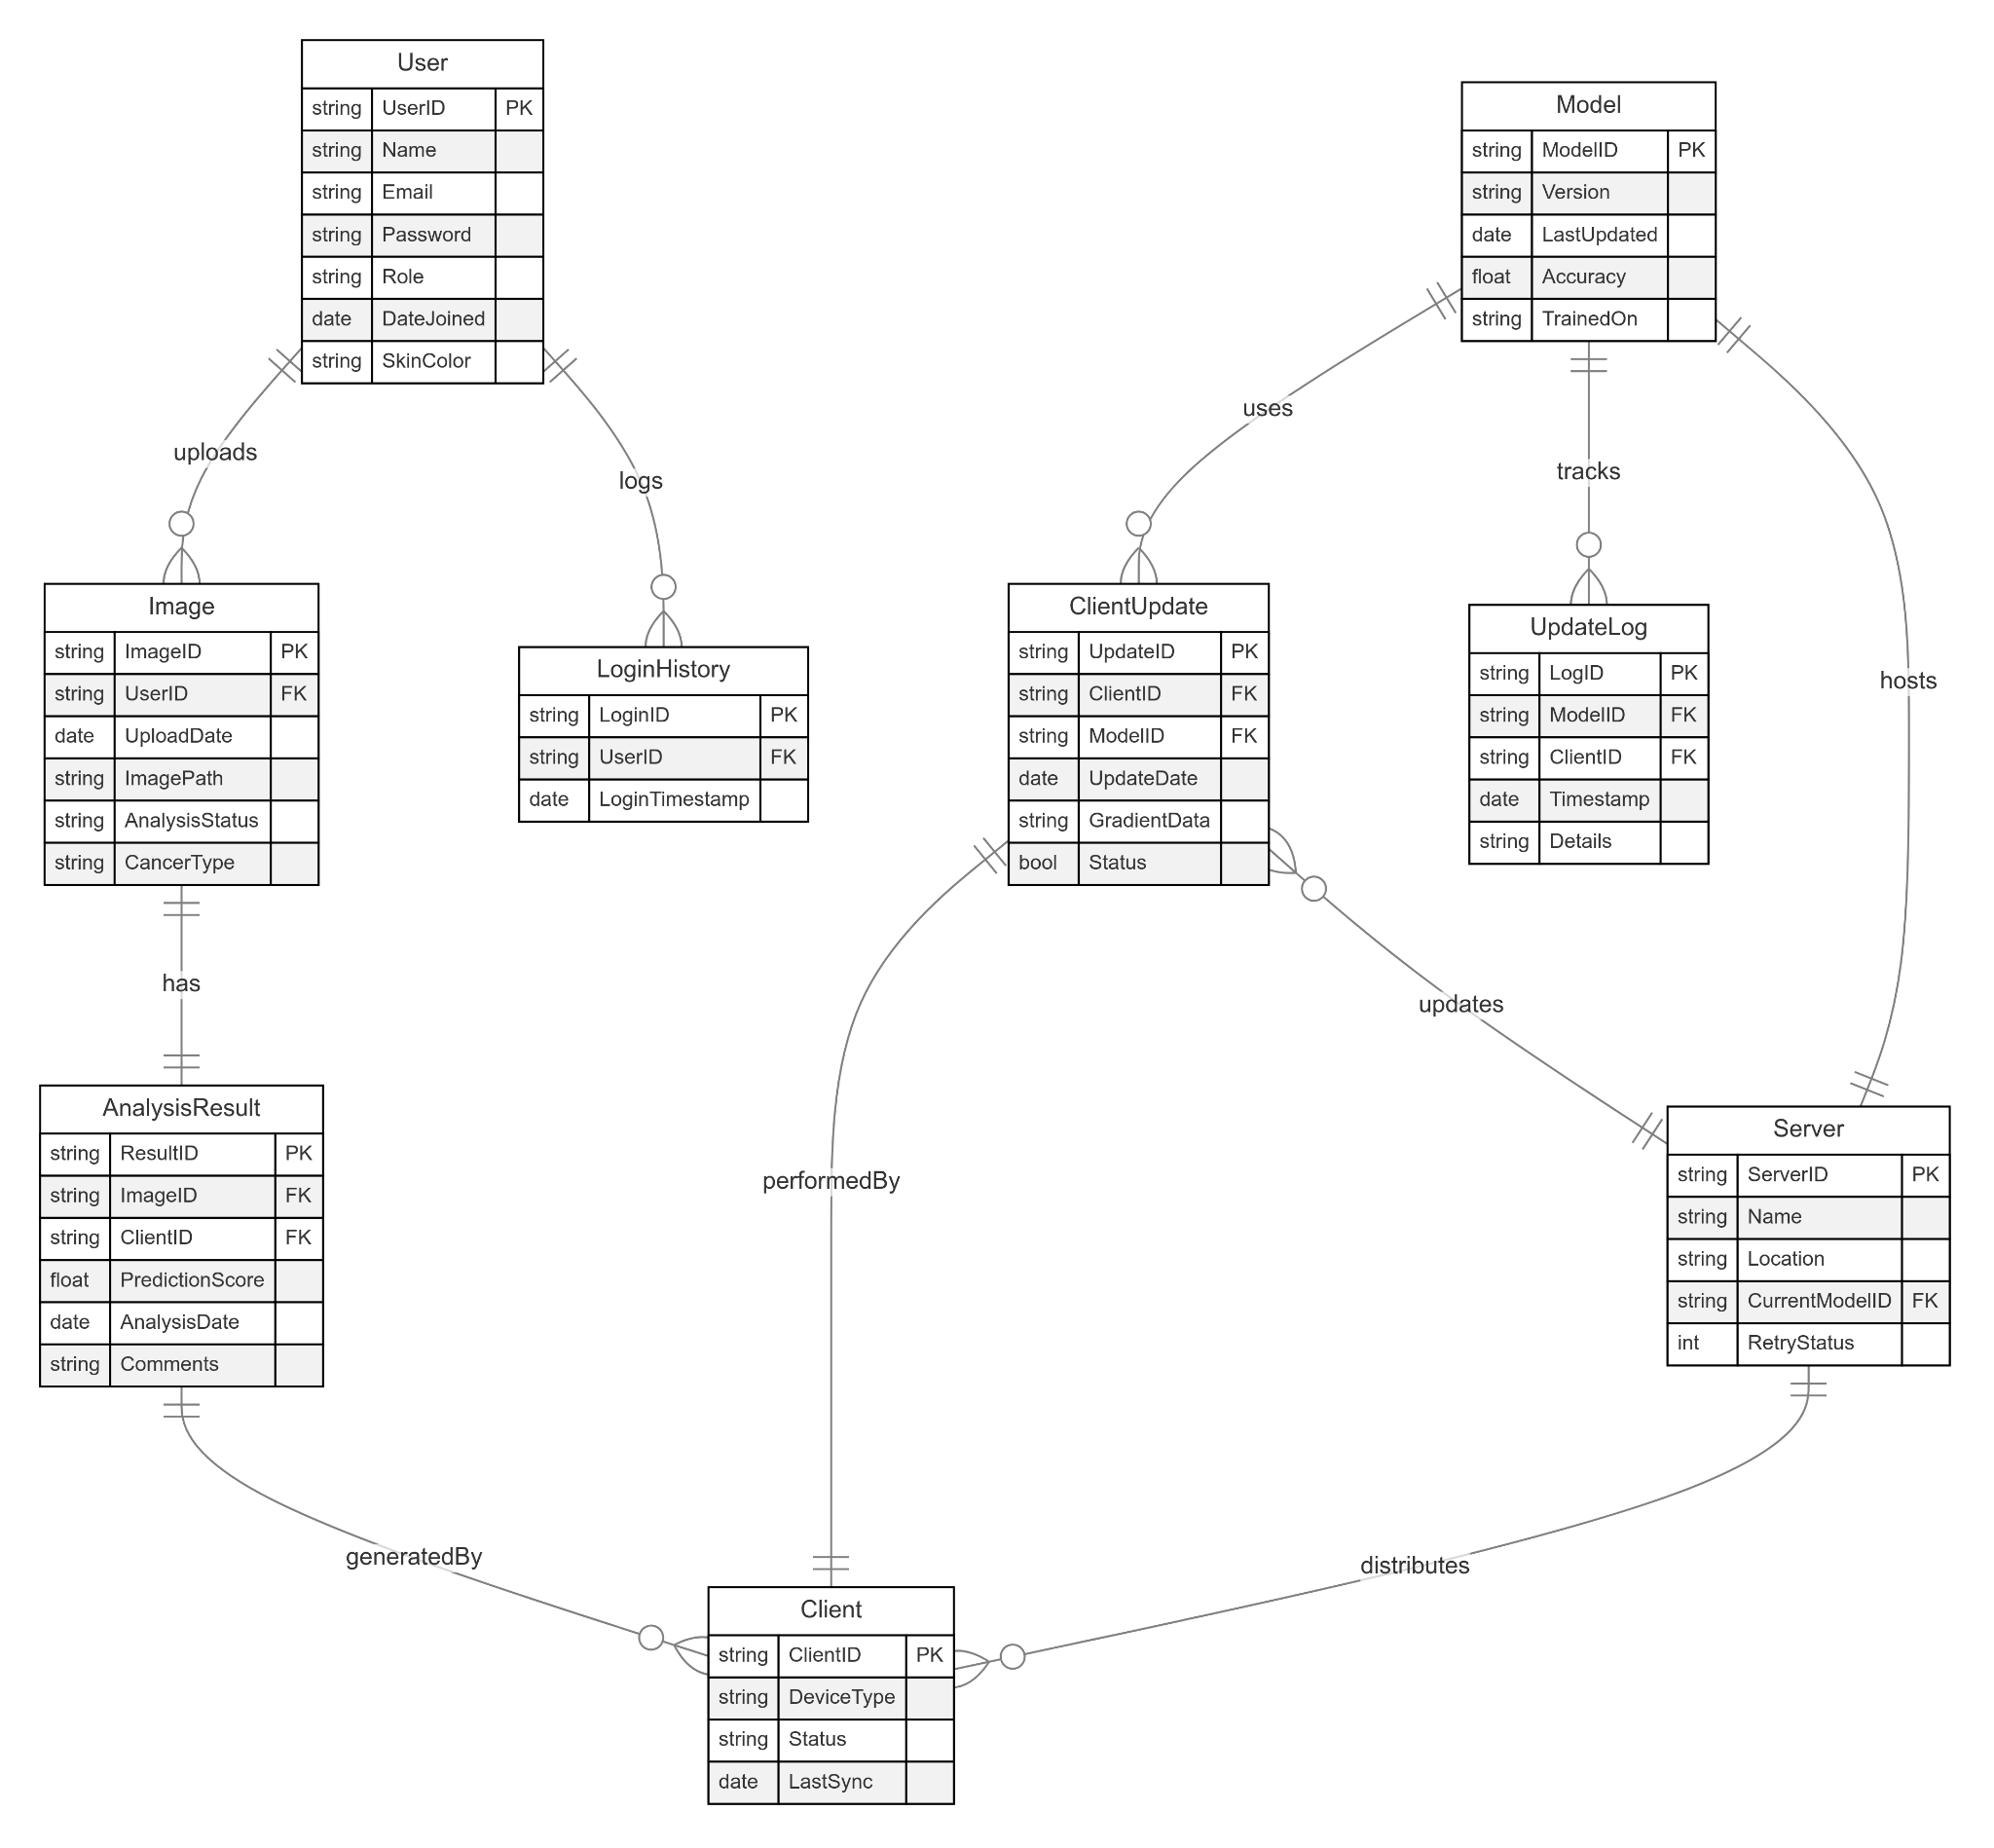 User
string UserID PK
string Name
string Email
string Password
string Role
date DateJoined
string SkinColor
Model
string ModelID PK
string Version
date LastUpdated
float Accuracy
string TrainedOn
uploads
logs
uses
tracks
hosts
Image
string ImageID PK
string UserID FK
date UploadDate
string ImagePath
string AnalysisStatus
string CancerType
LoginHistory
string LoginID PK
string UserID FK
date LoginTimestamp
ClientUpdate
string UpdateID PK
string ClientID FK
string ModelID FK
date UpdateDate
string GradientData
bool Status
UpdateLog
string LogID PK
string ModelID FK
string ClientID FK
date Timestamp
string Details
has
updates
performedBy
AnalysisResult
string ResultID PK
string ImageID FK
string ClientID FK
float PredictionScore
date AnalysisDate
string Comments
Server
string ServerID PK
string Name
string Location
string CurrentModelID FK
int RetryStatus
generatedBy
distributes
Client
string ClientID PK
string DeviceType
string Status
date LastSync